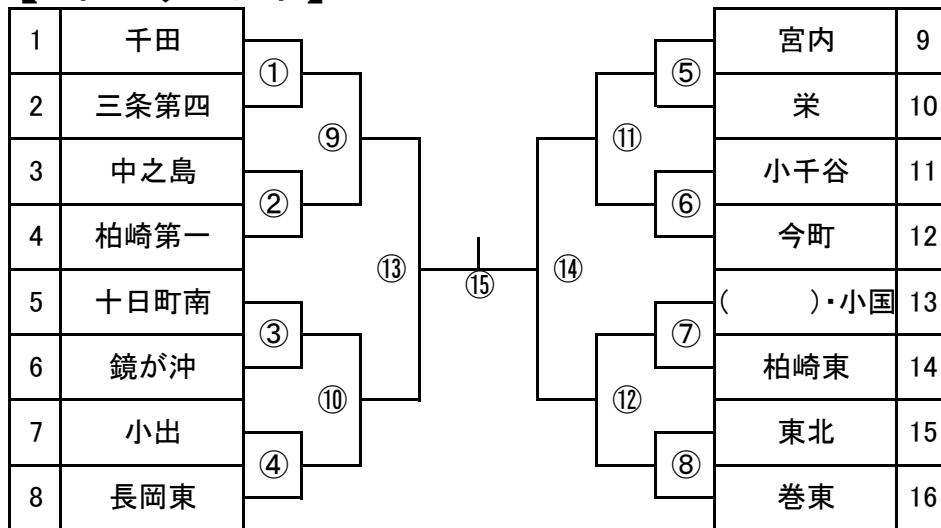 1 千田
2 三条第四
3 中之島
4 柏崎第一
5 十日町南
6 鏡が沖
7 小出
8 長岡東
①
②
③
④
⑨
⑩
⑬
⑮
⑭
⑪
⑫
⑤
⑥
⑦
⑧
宮内 9
栄 10
小千谷 11
今町 12
(　　)・小国 13
柏崎東 14
東北 15
巻東 16